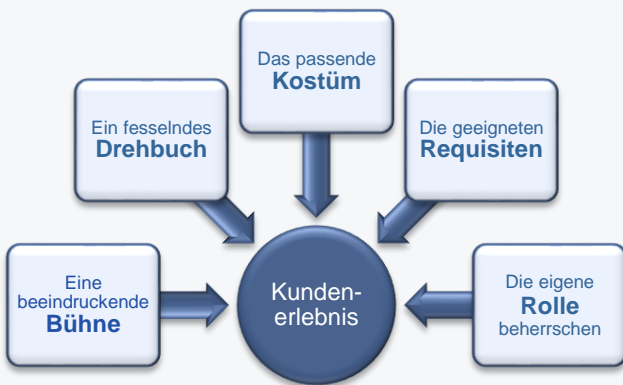 Das passende
Kostüm
Ein fesselndes
Drehbuch
Die geeigneten
Requisiten
Eine
beeindruckende
Bühne
Kunden-
erlebnis
Die eigene
Rolle
beherrschen